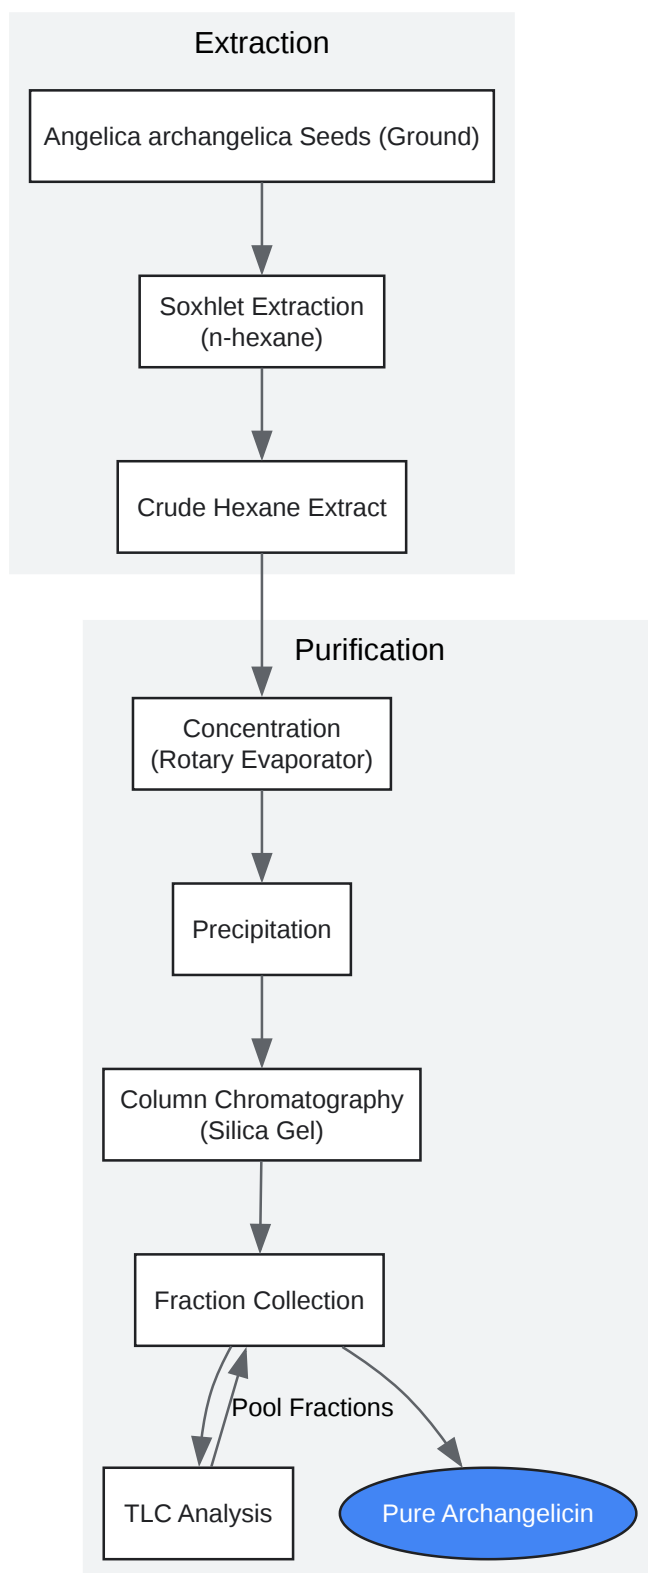 Extraction
Angelica archangelica Seeds (Ground)
Soxhlet Extraction
(n-hexane)
Crude Hexane Extract
Purification
Concentration
(Rotary Evaporator)
Precipitation
Column Chromatography
(Silica Gel)
Fraction Collection
Pool Fractions
TLC Analysis
Pure Archangelicin